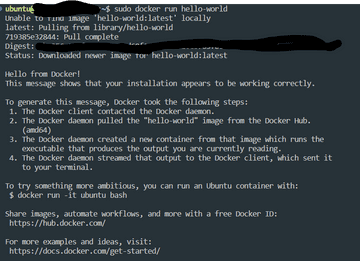 ubuntu ~$ sudo docker run hello-world
Unable to find image 'hello-world:latest' locally
latest: Pulling from library/hello-world
719385e32844: Pull complete
Digest:
Status: Downloaded newer image for hello-world:latest
Hello from Docker!
This message shows that your installation appears to be working correctly.
To generate this message, Docker took the following steps:
1. The Docker client contacted the Docker daemon.
2. The Docker daemon pulled the "hello-world" image from the Docker Hub.
(amd64)
3. The Docker daemon created a new container from that image which runs the
executable that produces the output you are currently reading.
4. The Docker daemon streamed that output to the Docker client, which sent it
to your terminal.
To try something more ambitious, you can run an Ubuntu container with:
$ docker run -it ubuntu bash
Share images, automate workflows, and more with a free Docker ID:
https://hub.docker.com/
For more examples and ideas, visit:
https://docs.docker.com/get-started/